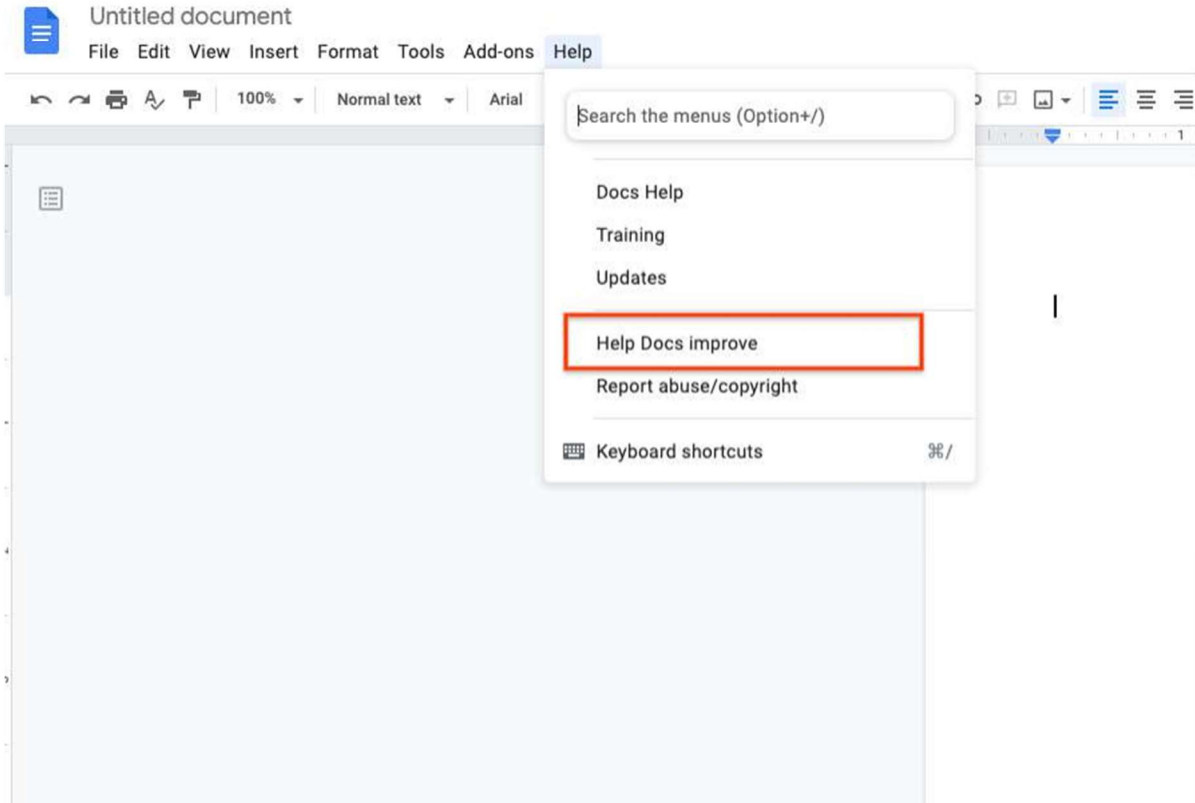 Untitled document
File Edit View Insert Format Tools Add-ons Help
100% Normal text Arial
Search the menus (Option+/)
1
Docs Help
Training
Updates
Help Docs improve
Report abuse/copyright
Keyboard shortcuts ⌘/